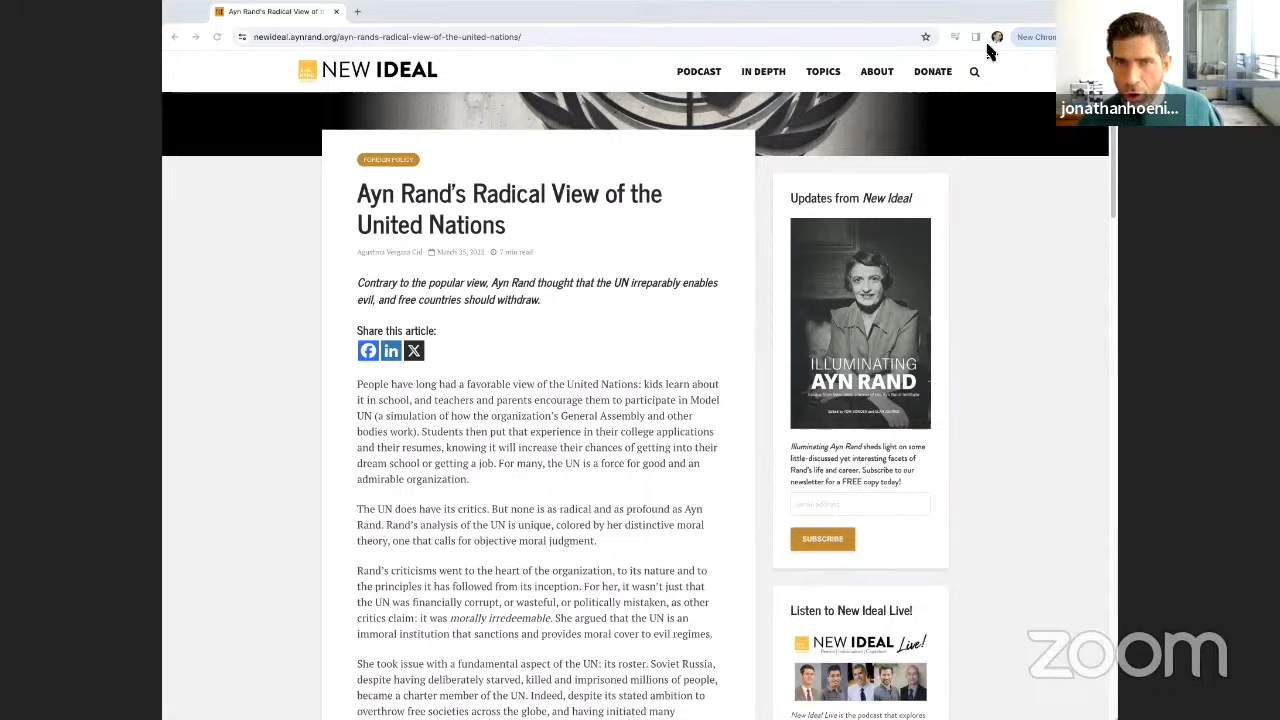 Ayn Rand's Radical View of t
newideal.aynrand.org/ayn-rands-radical-view-of-the-united-nations/
New Chron
NEW IDEAL
PODCAST
IN DEPTH
TOPICS
ABOUT
DONATE
jonathanhoeni...
FOREIGN POLICY
Ayn Rand's Radical View of the
United Nations
Agustina Vergara Cid March 25, 2022 7 min read
Contrary to the popular view, Ayn Rand thought that the UN irreparably enables
evil, and free countries should withdraw.
Share this article:
People have long had a favorable view of the United Nations: kids learn about
it in school, and teachers and parents encourage them to participate in Model
UN (a simulation of how the organization's General Assembly and other
bodies work). Students then put that experience in their college applications
and their resumes, knowing it will increase their chances of getting into their
dream school or getting a job. For many, the UN is a force for good and an
admirable organization.
The UN does have its critics. But none is as radical and as profound as Ayn
Rand. Rand's analysis of the UN is unique, colored by her distinctive moral
theory, one that calls for objective moral judgment.
Rand's criticisms went to the heart of the organization, to its nature and to
the principles it has followed from its inception. For her, it wasn't just that
the UN was financially corrupt, or wasteful, or politically mistaken, as other
critics claim: it was morally irredeemable. She argued that the UN is an
immoral institution that sanctions and provides moral cover to evil regimes.
She took issue with a fundamental aspect of the UN: its roster. Soviet Russia,
despite having deliberately starved, killed and imprisoned millions of people,
became a charter member of the UN. Indeed, despite its stated ambition to
overthrow free societies across the globe, and having initiated many
Updates from New Ideal
ILLUMINATING
AYN RAND
Illuminating Ayn Rand sheds light on some
little-discussed yet interesting facets of
Rand's life and career. Subscribe to our
newsletter for a FREE copy today!
email address
SUBSCRIBE
Listen to New Ideal Live!
NEW IDEAL Live!
New Ideal Live is the podcast that explores
zoom